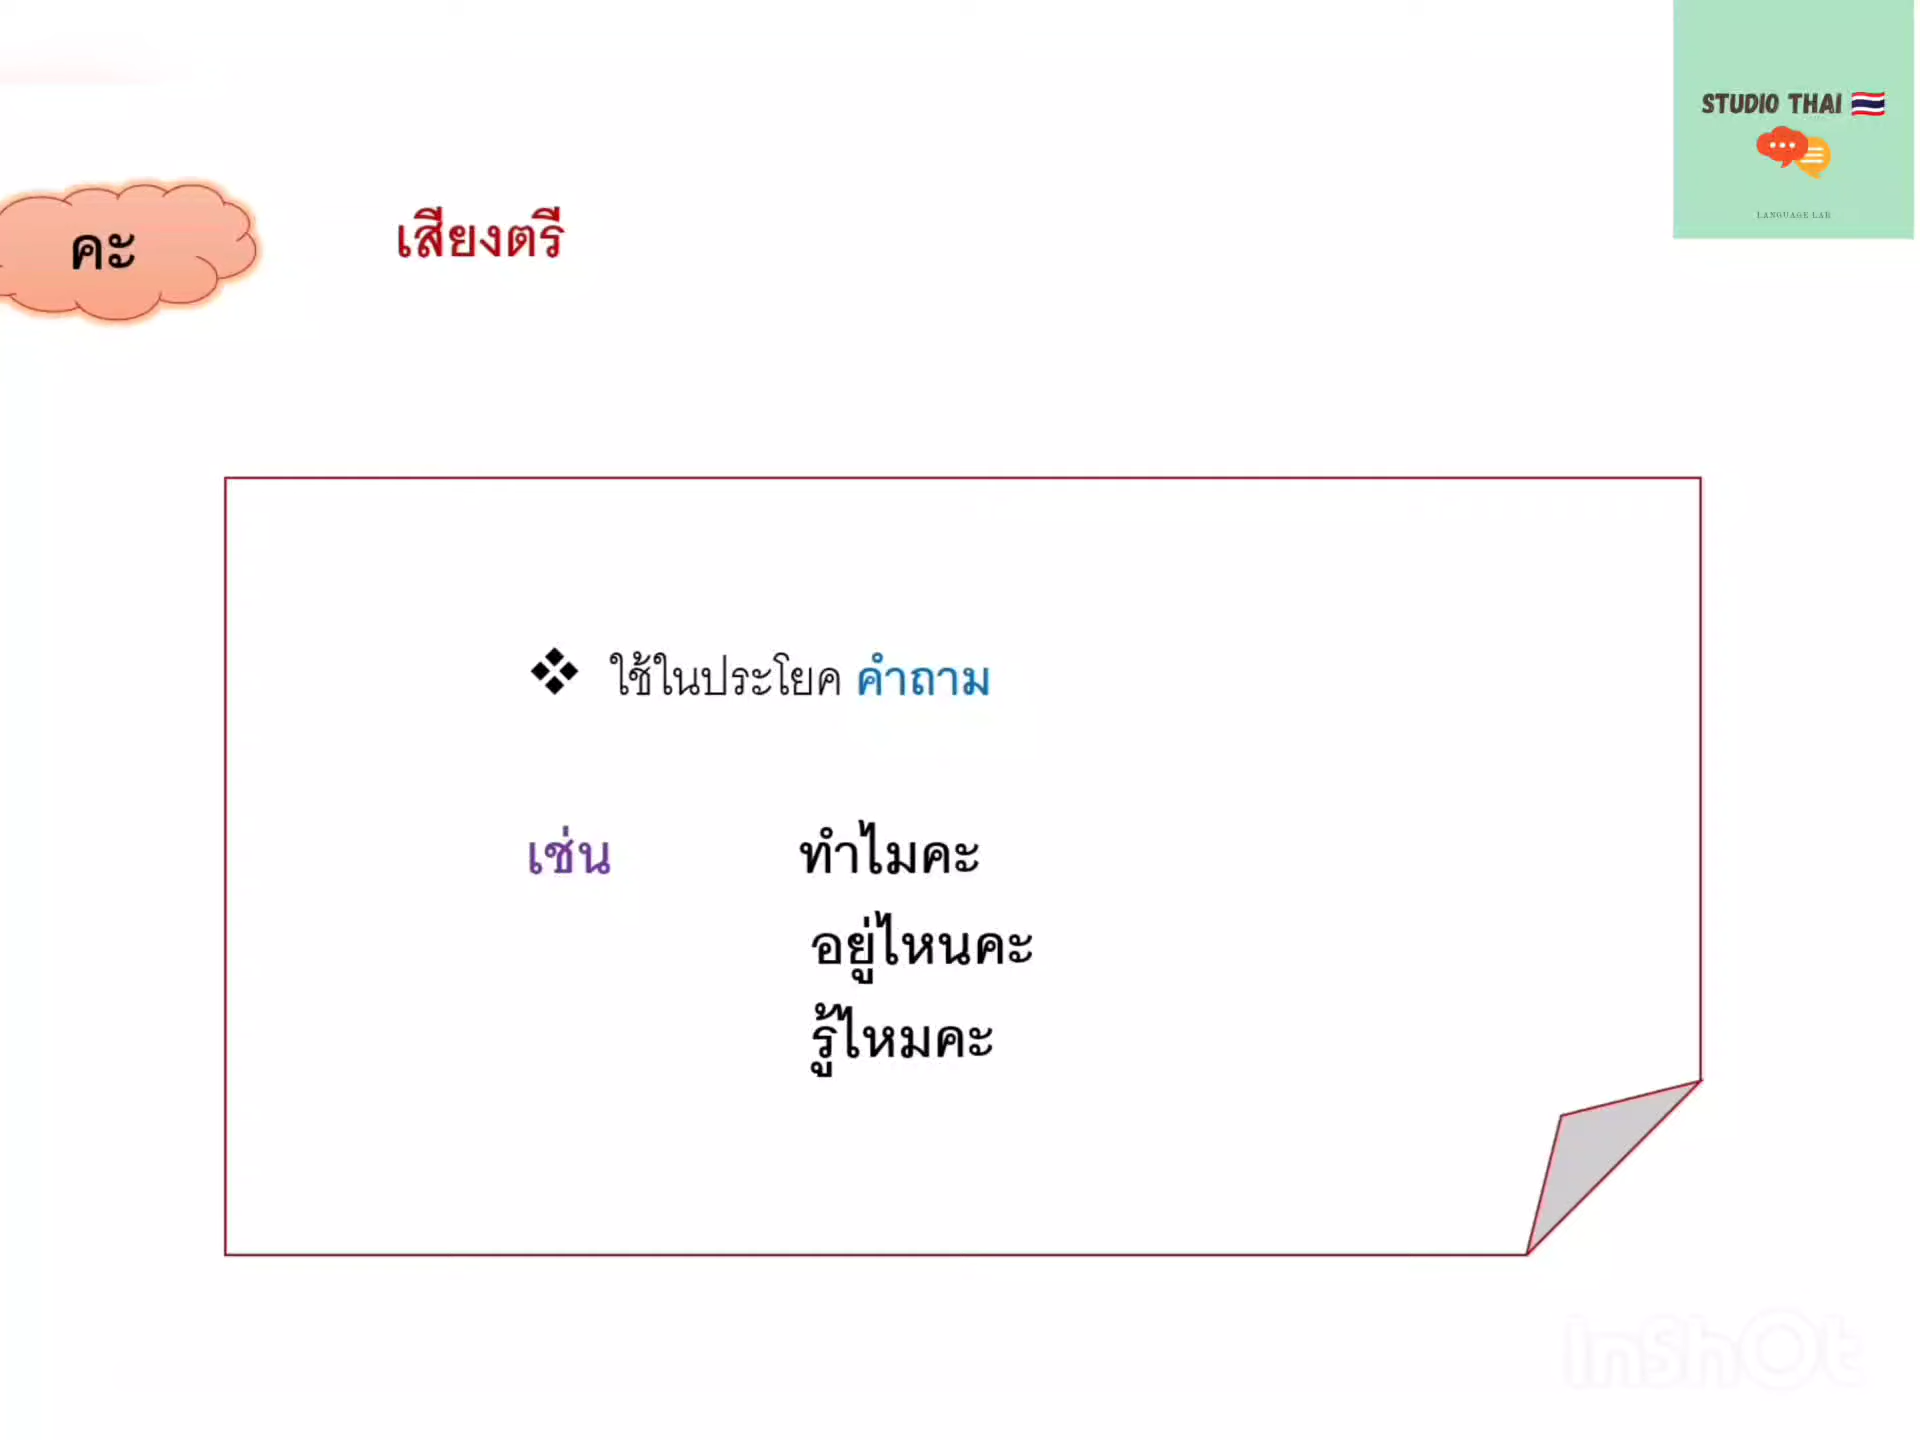 STUDIO THAI
LANGUAGE LAB
คะ เสียงตรี
❖ ใช้ในประโยค คำถาม
เช่น ทำไมคะ
อยู่ไหนคะ
รู้ไหมคะ
InShOt